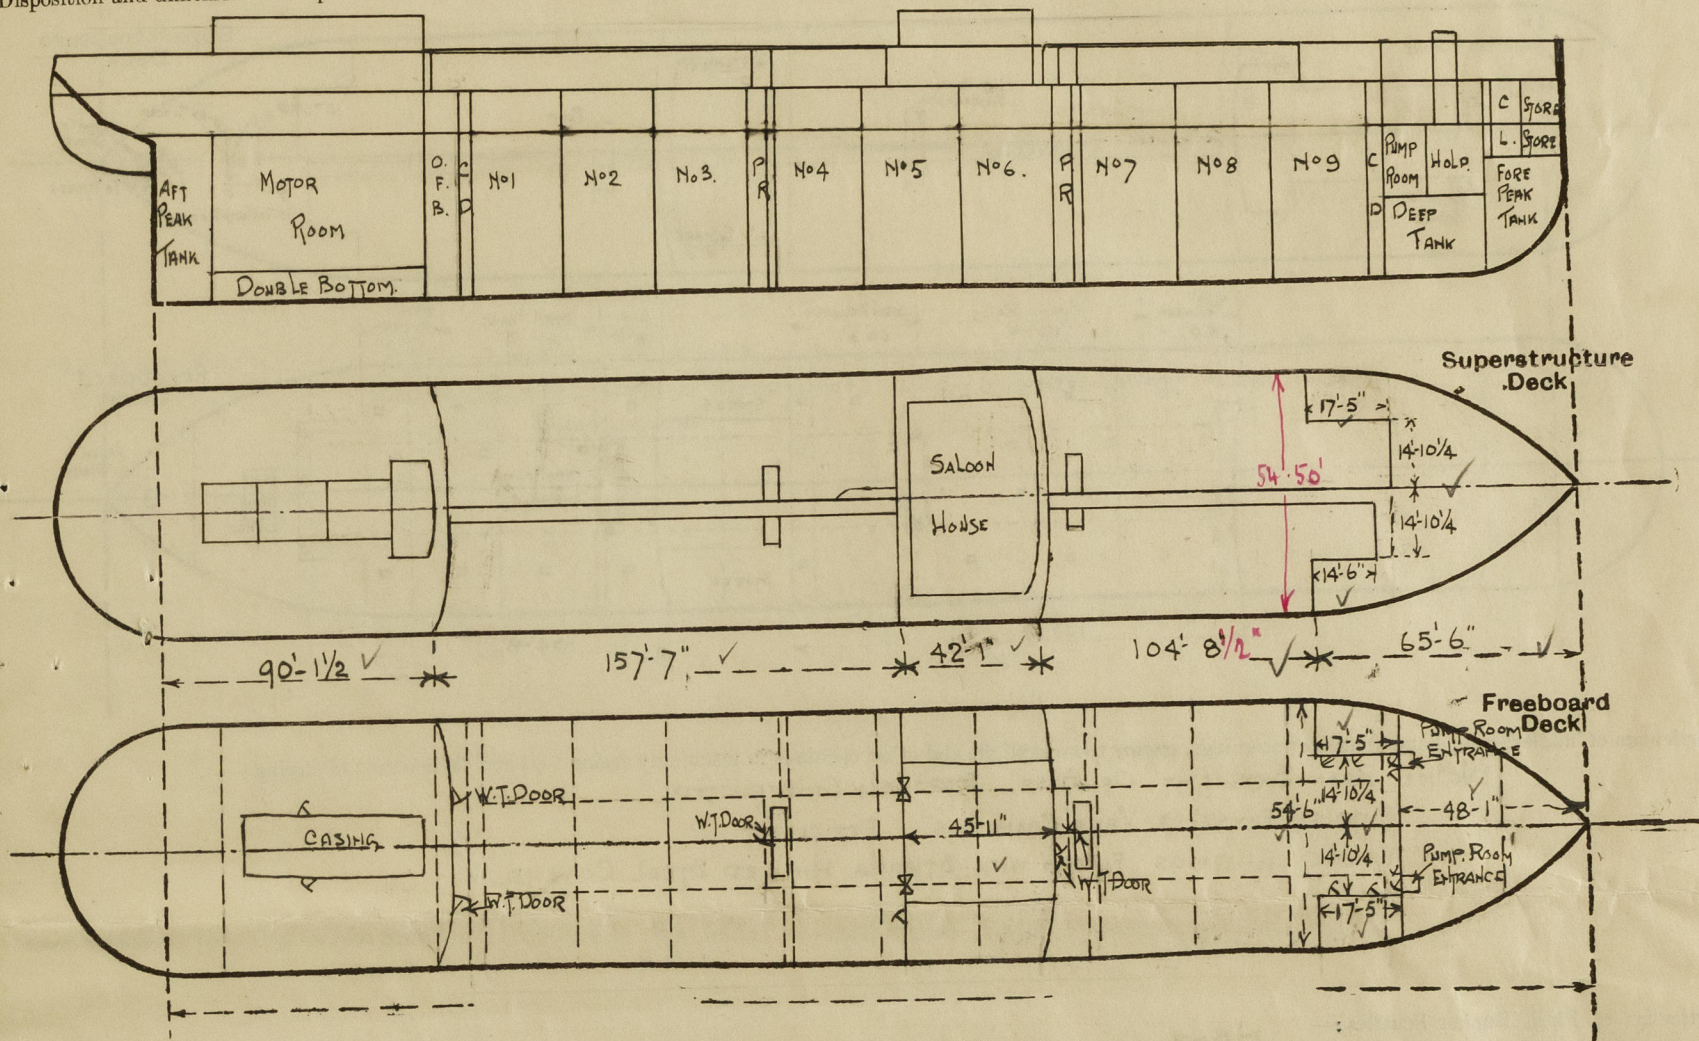 Disposition and
C STORE
L. STORE
O.
F.
B.
C
D
No1
No2
No3.
P
R
No4
No5
No6.
P
R
No7
No8
No9
C
D
PUMP
ROOM
HOLD.
FORE
PEAK
TANK
AFT
PEAK
TANK
MOTOR
ROOM
DEEP
TANK
DOUBLE BOTTOM.
Superstructure
Deck
17'-5"
14'-10¼
SALOON
HOUSE
54.50'
14'-10¼
14'-6"
90'-1½
157'-7"
42'-1"
104'-8½"
65'-6"
Freeboard
Deck
PUMP ROOM
ENTRANCE
17'-5"
W.T.DOOR
14'-10¼
54'-6"
48'-1"
W.T.DOOR
45'-11"
CASING
14'-10¼
PUMP. ROOM
ENTRANCE
W.T.DOOR
W.T.DOOR
17'-5"